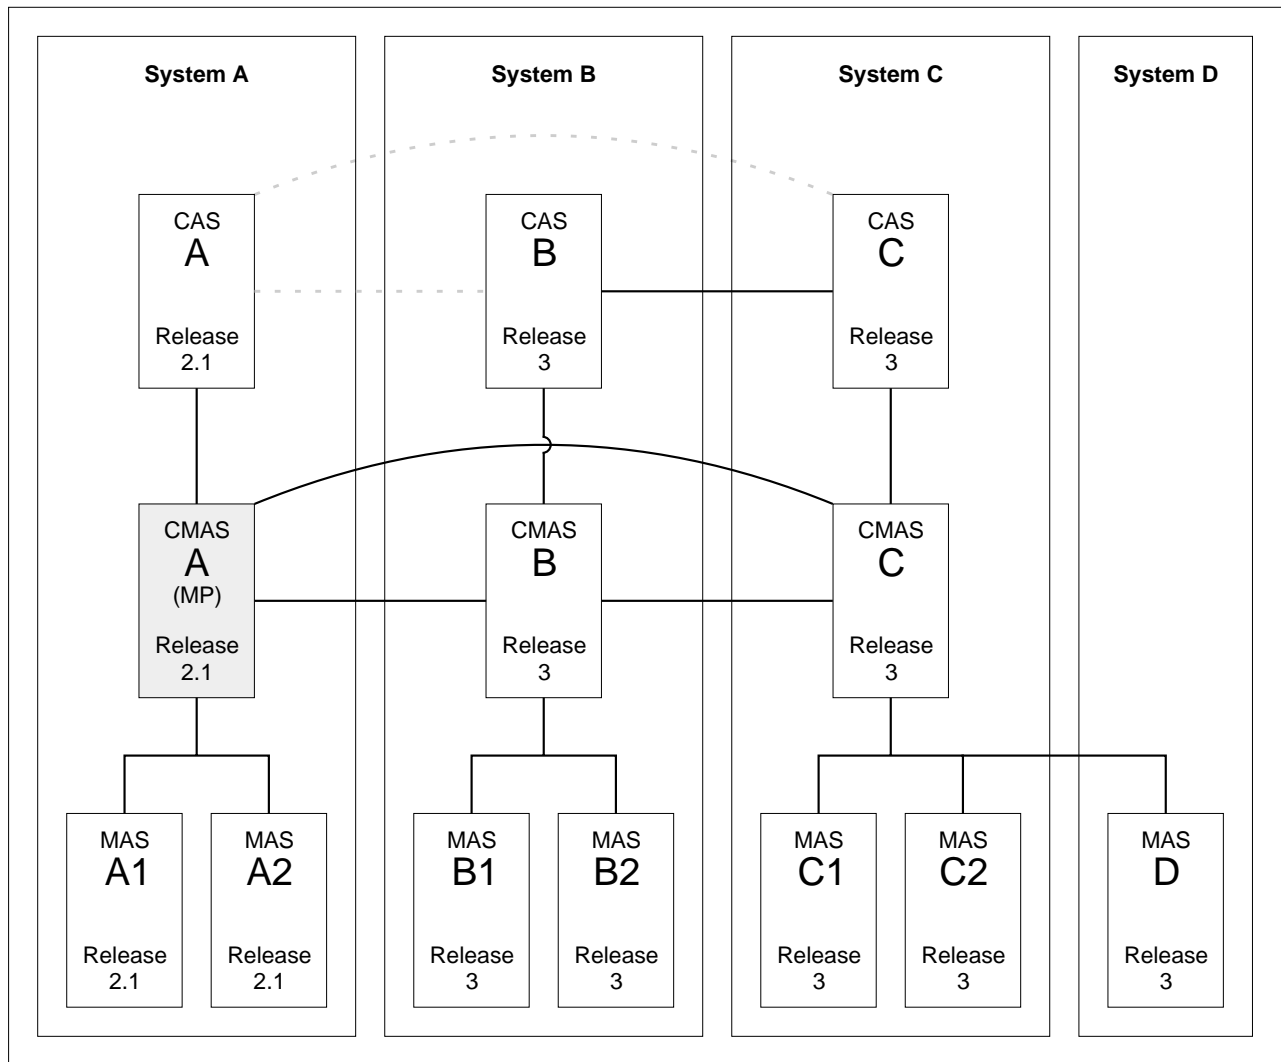 System A
System B
System C
System D
CAS
A
Release
2.1
CAS
B
Release
3
CAS
C
Release
3
CMAS
A
(MP)
Release
2.1
CMAS
B
Release
3
CMAS
C
Release
3
MAS
A1
Release
2.1
MAS
A2
Release
2.1
MAS
B1
Release
3
MAS
B2
Release
3
MAS
C1
Release
3
MAS
C2
Release
3
MAS
D
Release
3